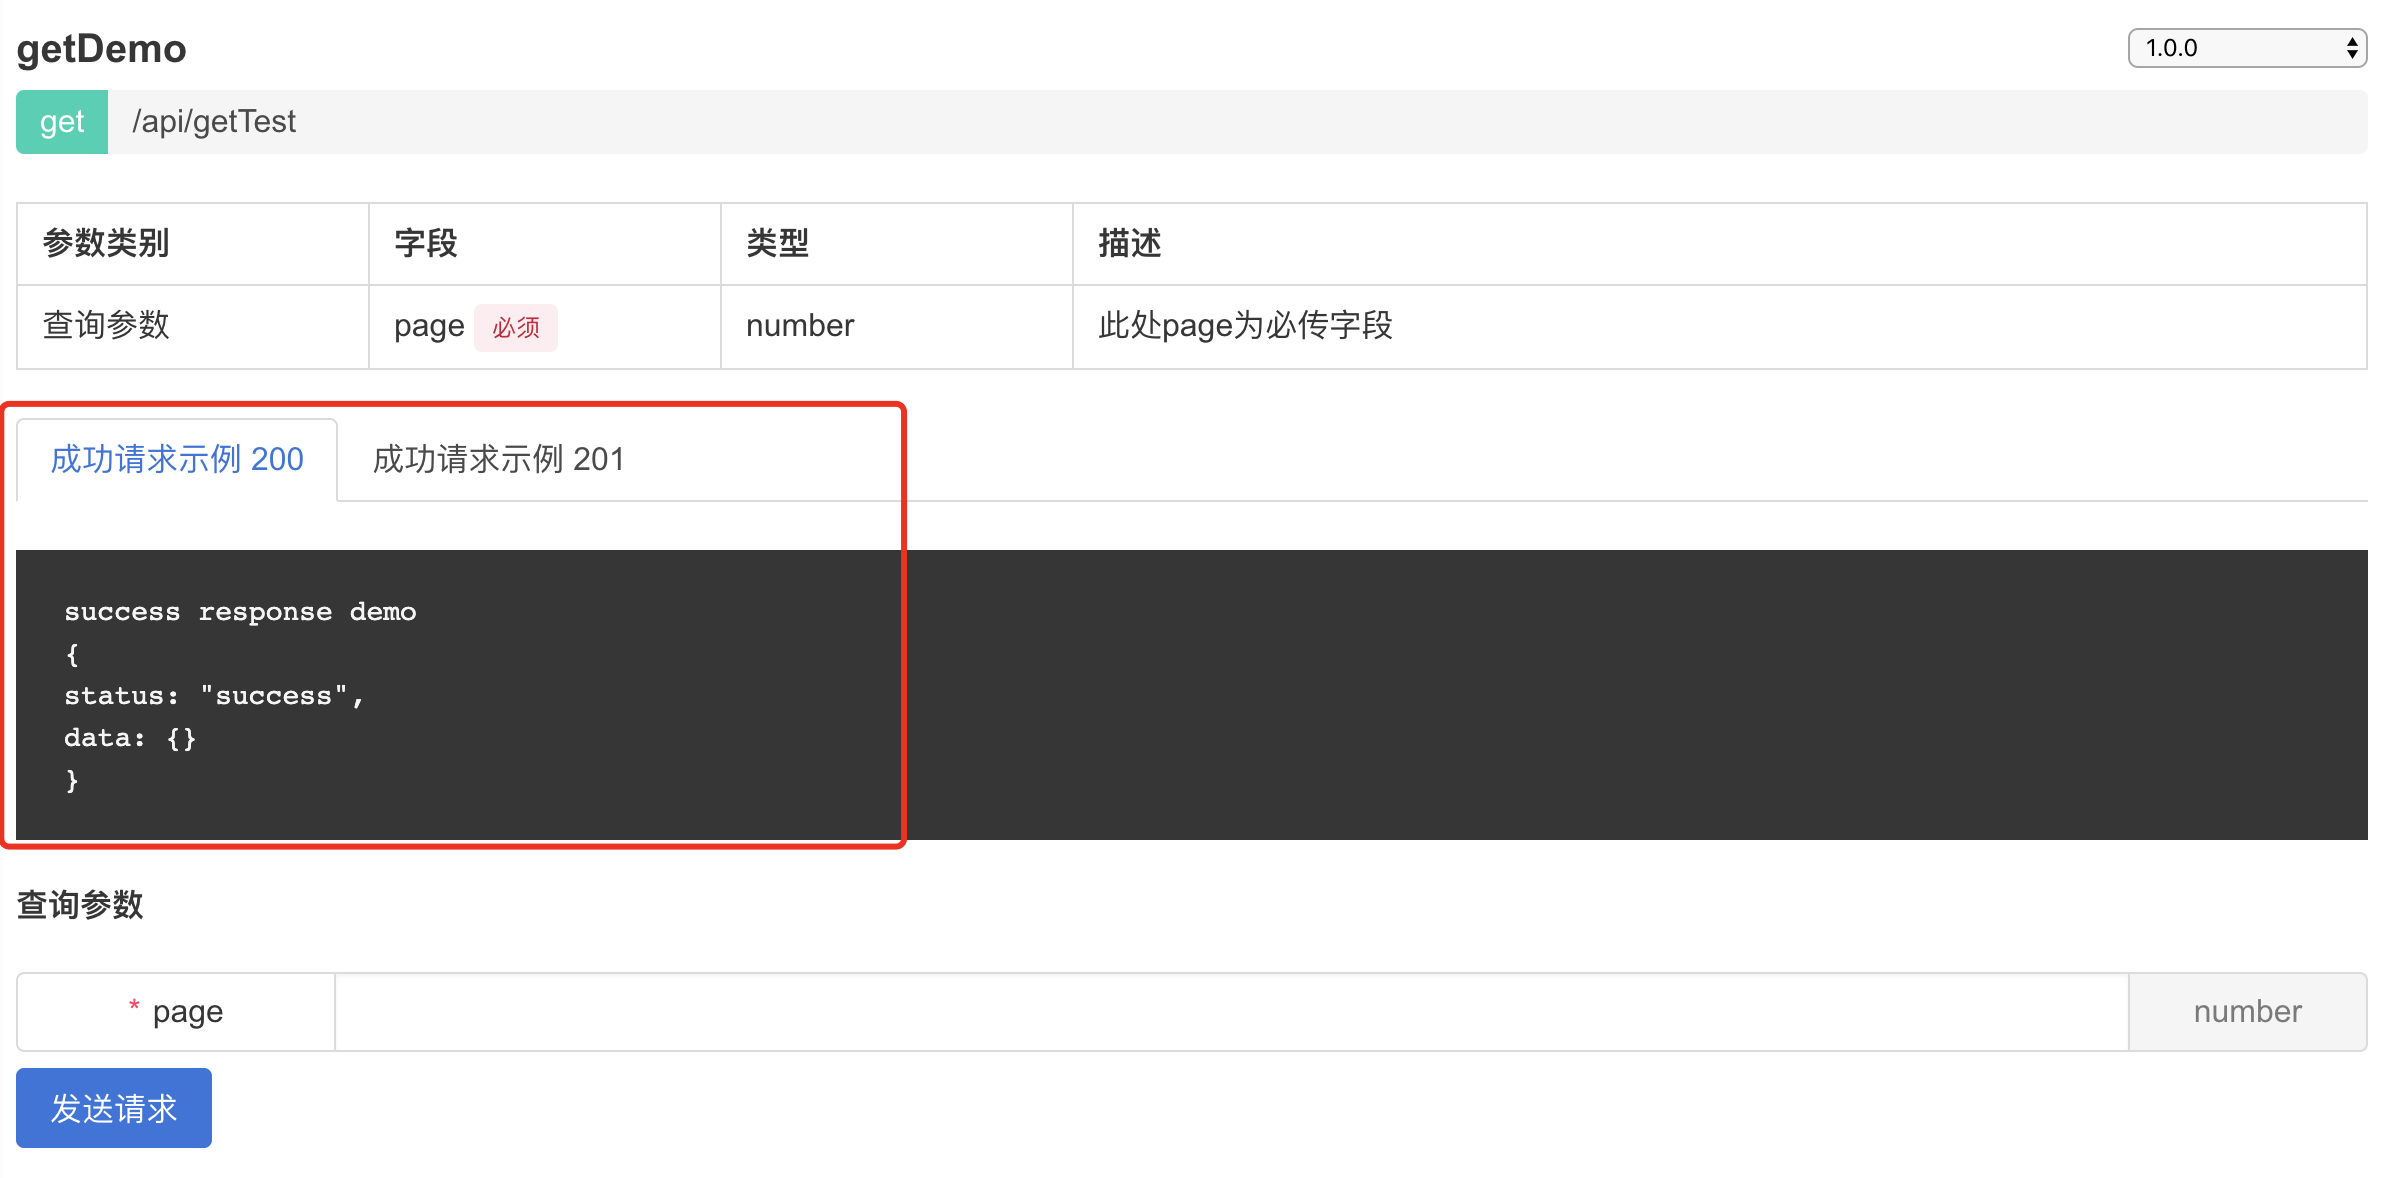 getDemo
1.0.0
get /api/getTest
参数类别 字段 类型 描述
查询参数 page 必须 number 此处page为必传字段
成功请求示例 200 成功请求示例 201
success response demo
{
status: "success",
data: {}
}
查询参数
* page number
发送请求